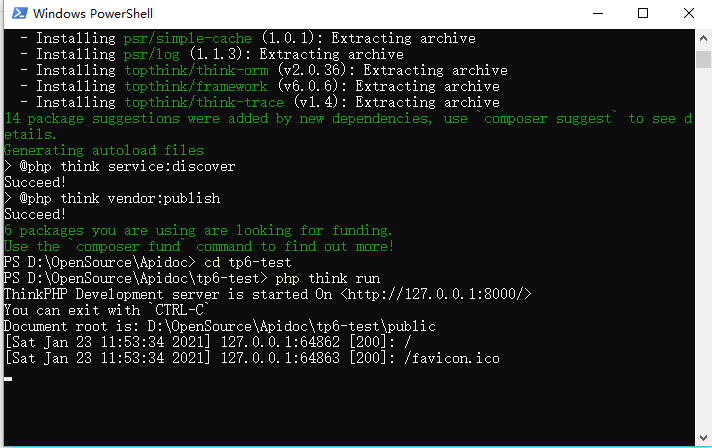 Windows PowerShell
- Installing psr/simple-cache (1.0.1): Extracting archive
- Installing psr/log (1.1.3): Extracting archive
- Installing topthink/think-orm (v2.0.36): Extracting archive
- Installing topthink/framework (v6.0.6): Extracting archive
- Installing topthink/think-trace (v1.4): Extracting archive
14 package suggestions were added by new dependencies, use `composer suggest` to see d
etails.
Generating autoload files
> @php think service:discover
Succeed!
> @php think vendor:publish
Succeed!
6 packages you are using are looking for funding.
Use the `composer fund` command to find out more!
PS D:\OpenSource\Apidoc> cd tp6-test
PS D:\OpenSource\Apidoc\tp6-test> php think run
ThinkPHP Development server is started On <http://127.0.0.1:8000/>
You can exit with `CTRL-C`
Document root is: D:\OpenSource\Apidoc\tp6-test\public
[Sat Jan 23 11:53:34 2021] 127.0.0.1:64862 [200]: /
[Sat Jan 23 11:53:34 2021] 127.0.0.1:64863 [200]: /favicon.ico